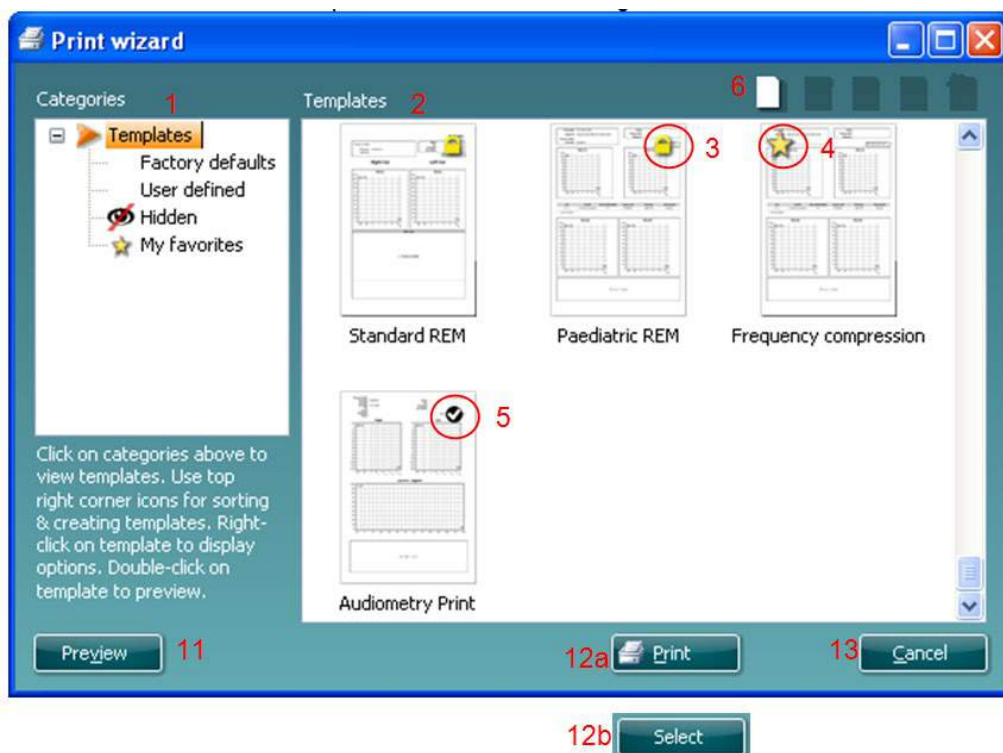 Print wizard
Categories 1
Templates 2
6
Templates
Factory defaults
User defined
Hidden
My favorites
3
4
Standard REM
Paediatric REM
Frequency compression
5
Audiometry Print
Click on categories above to
view templates. Use top
right corner icons for sorting
& creating templates. Right-
click on template to display
options. Double-click on
template to preview.
Preview 11
12a Print
13 Cancel
12b Select